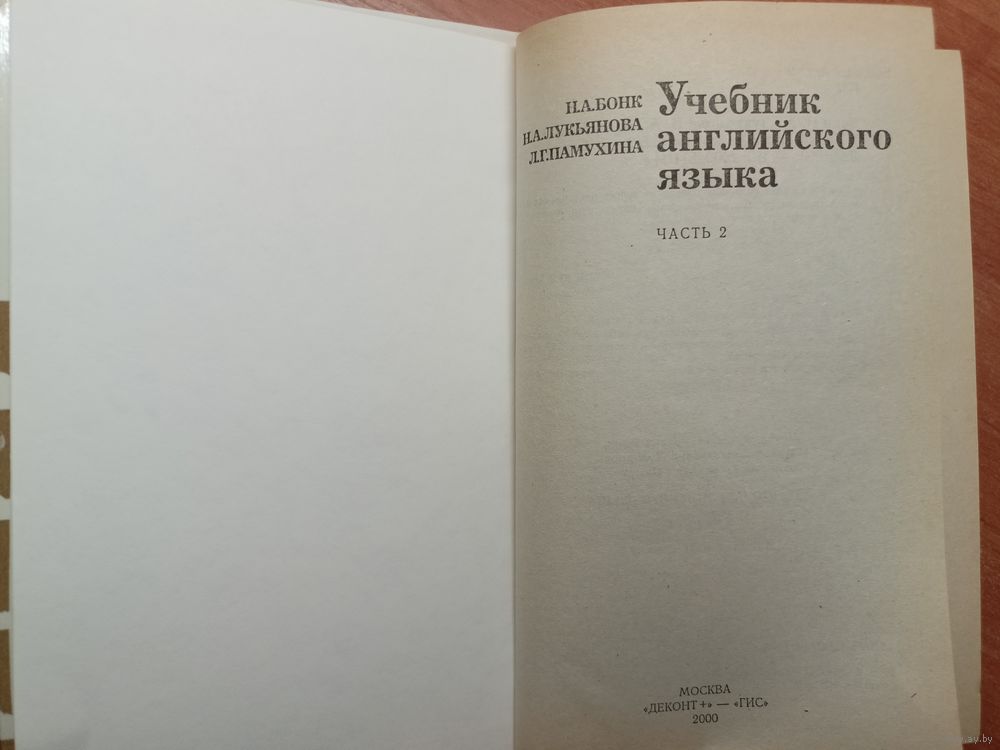 Н.А.БОНК
Н.А.ЛУКЬЯНОВА
Л.Г.ПАМУХИНА
Учебник
английского
языка
ЧАСТЬ 2
МОСКВА
«ДЕКОНТ+» — «ГИС»
2000